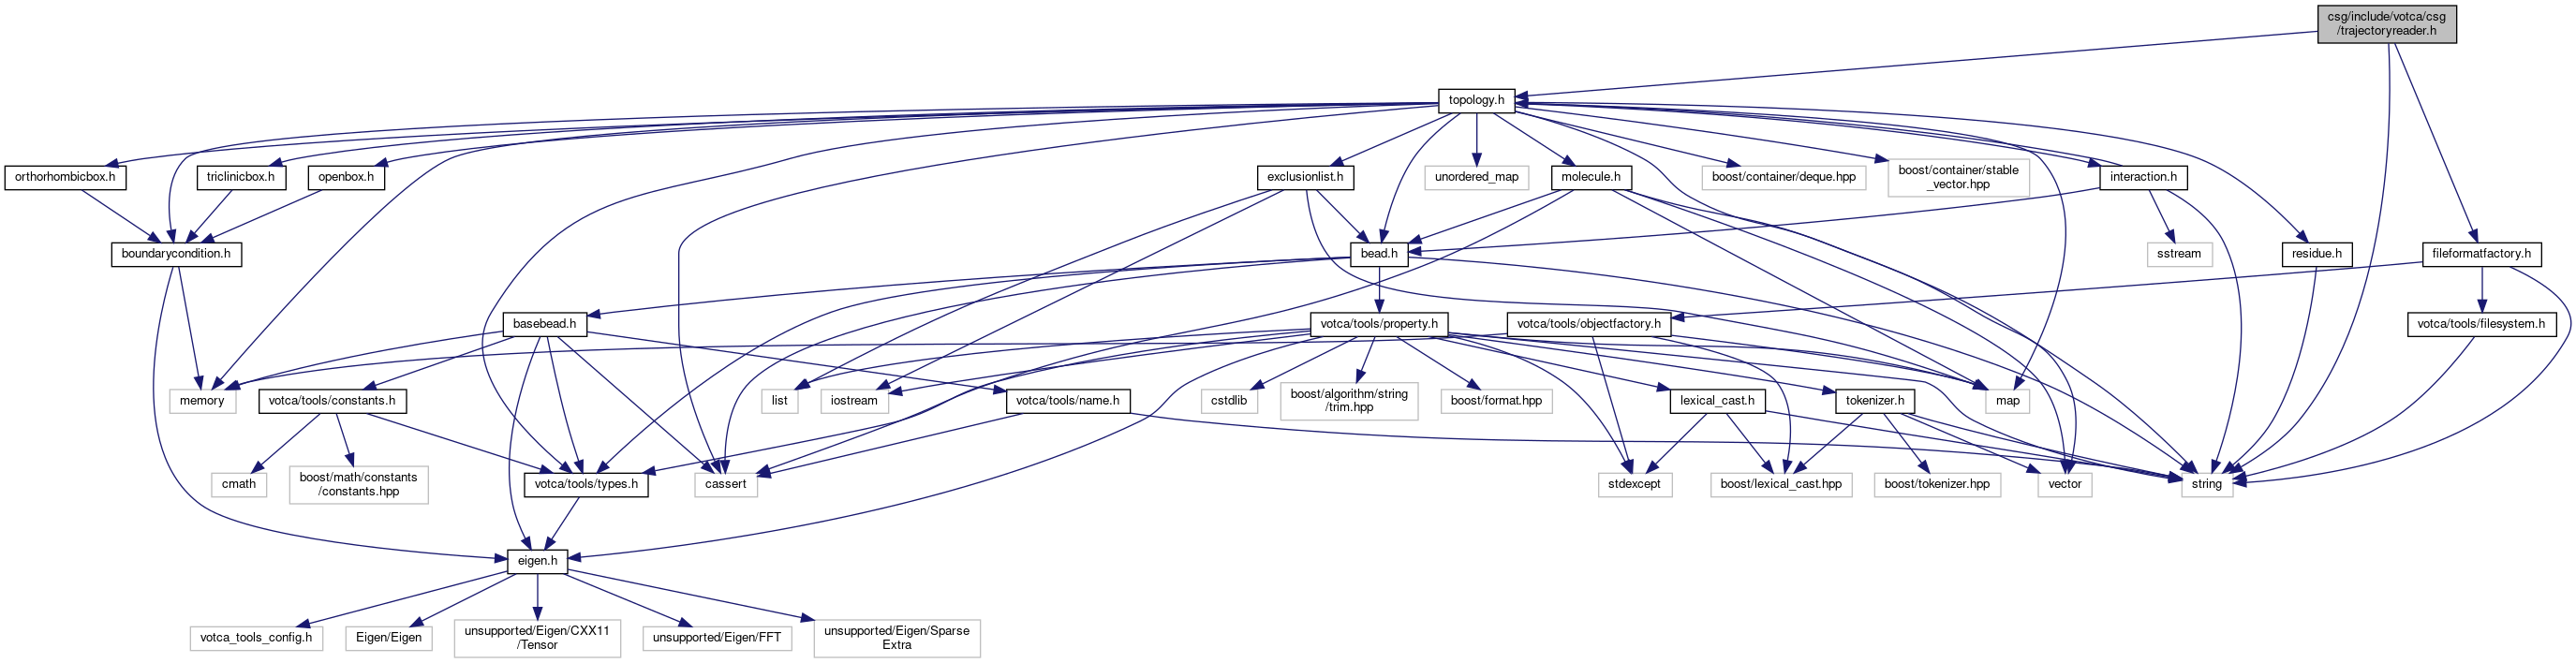 csg/include/votca/csg
/trajectoryreader.h
topology.h
orthorhombicbox.h
triclinicbox.h
openbox.h
exclusionlist.h
unordered_map
molecule.h
boost/container/deque.hpp
boost/container/stable
_vector.hpp
interaction.h
boundarycondition.h
bead.h
sstream
residue.h
fileformatfactory.h
basebead.h
votca/tools/property.h
votca/tools/objectfactory.h
votca/tools/filesystem.h
memory
votca/tools/constants.h
list
iostream
votca/tools/name.h
cstdlib
boost/algorithm/string
/trim.hpp
boost/format.hpp
lexical_cast.h
tokenizer.h
map
cmath
boost/math/constants
/constants.hpp
votca/tools/types.h
cassert
stdexcept
boost/lexical_cast.hpp
boost/tokenizer.hpp
vector
string
eigen.h
votca_tools_config.h
Eigen/Eigen
unsupported/Eigen/CXX11
/Tensor
unsupported/Eigen/FFT
unsupported/Eigen/Sparse
Extra